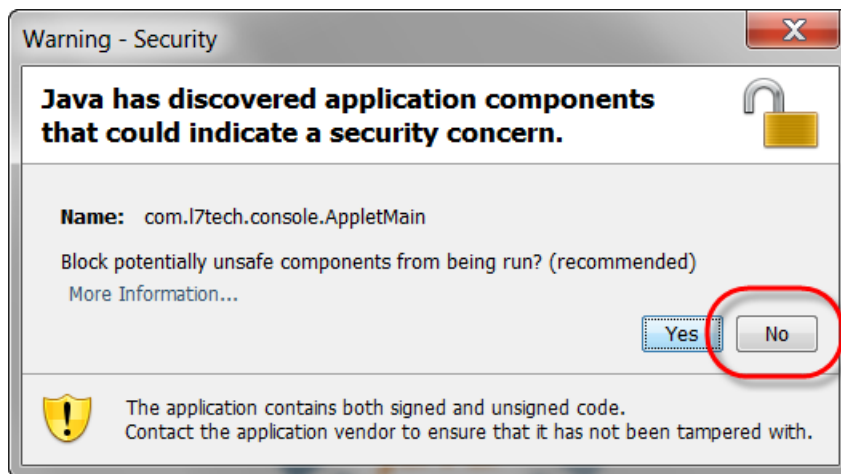 Warning - Security
Java has discovered application components
that could indicate a security concern.
Name: com.l7tech.console.AppletMain
Block potentially unsafe components from being run? (recommended)
More Information...
Yes No
The application contains both signed and unsigned code.
Contact the application vendor to ensure that it has not been tampered with.